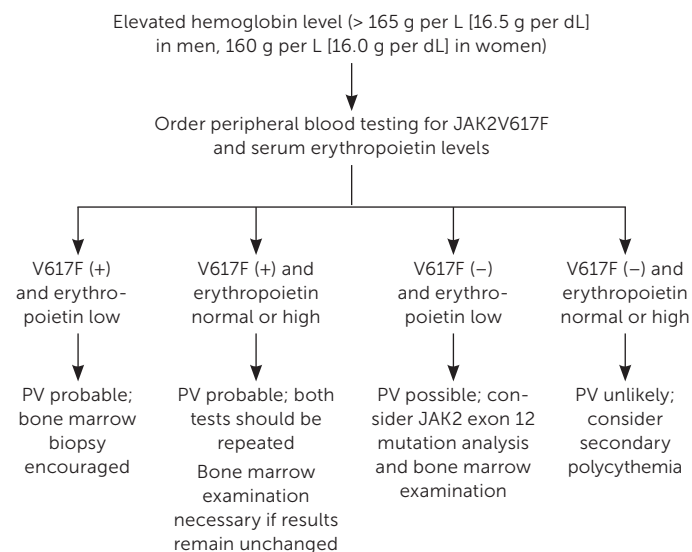 Elevated hemoglobin level (> 165 g per L [16.5 g per dL]
in men, 160 g per L [16.0 g per dL] in women)
Order peripheral blood testing for JAK2V617F
and serum erythropoietin levels
V617F (+)
and erythro-
poietin low
V617F (+) and
erythropoietin
normal or high
V617F (−)
and erythro-
poietin low
V617F (−) and
erythropoietin
normal or high
PV probable;
bone marrow
biopsy
encouraged
PV probable; both
tests should be
repeated
Bone marrow
examination
necessary if results
remain unchanged
PV possible; con-
sider JAK2 exon 12
mutation analysis
and bone marrow
examination
PV unlikely;
consider
secondary
polycythemia